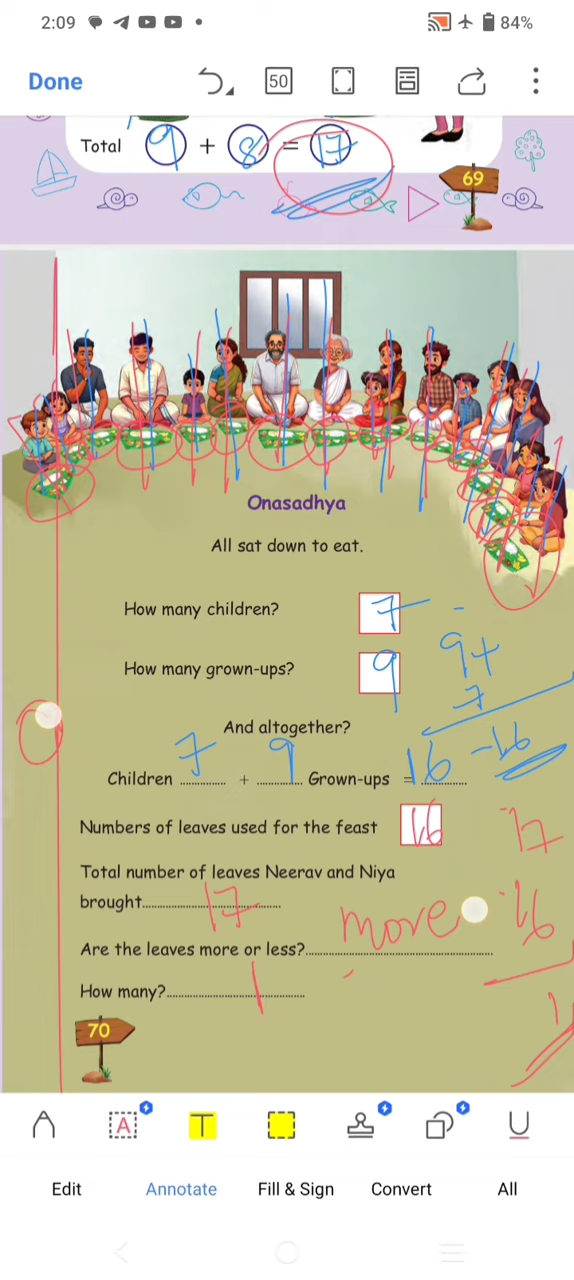 2:09 84%
Done 50
Total 9 + 8 = 17
69
Onasadhya
All sat down to eat.
How many children? 7
How many grown-ups? 9
9+
7
16
And altogether?
Children 7 + 9 Grown-ups = 16
Numbers of leaves used for the feast 16
17
Total number of leaves Neerav and Niya
brought 17
-16
Are the leaves more or less? more
How many? 1
1
70
A T U
Edit Annotate Fill & Sign Convert All